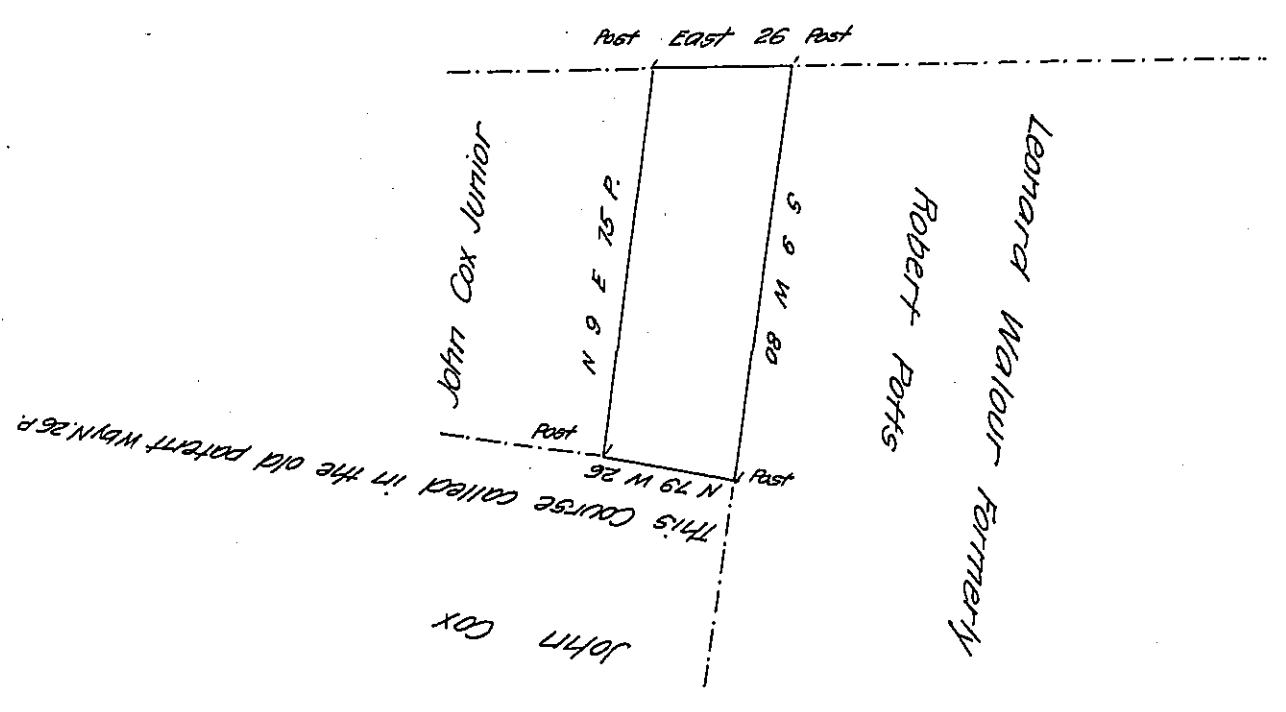 Post East 26 Post
John Cox Junior
N 9 E 75 P.
S 9 W 80
Robert Potts
Leonard Walour Formerly
Post
N 79 W 26
Post
This Course called in the old patent WbyN.26P.
John Cox